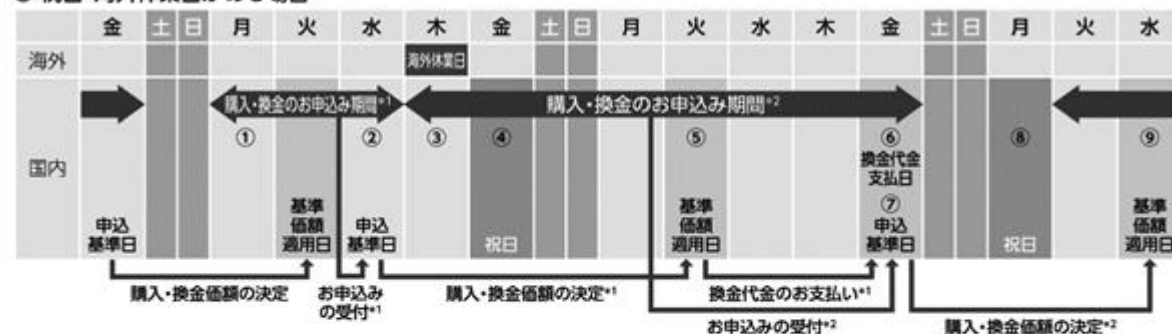 金 土 日 月 火 水 木 金 土 日 月 火 水 木 金 土 日 月 火 水
海外 海外休業日
購入・換金のお申込み期間*1 購入・換金のお申込み期間*2
① ② ③ ④ ⑤ ⑥ ⑧ ⑨
国内
換金代金
支払日
⑦
申込
基準日
基準
価額
適用日
申込
基準日
祝日
基準
価額
適用日
申込
基準日
祝日
基準
価額
適用日
購入・換金価額の決定
お申込み
の受付*1
購入・換金価額の決定*1
換金代金のお支払い*1
お申込みの受付*2
購入・換金価額の決定*2